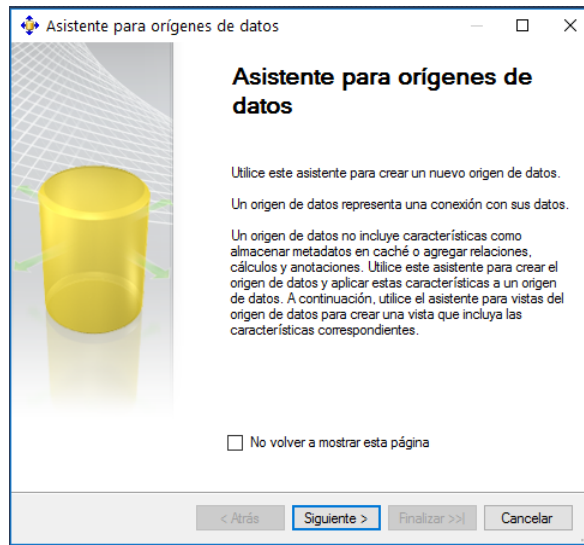 Asistente para orígenes de datos
Asistente para orígenes de
datos
Utilice este asistente para crear un nuevo origen de datos.
Un origen de datos representa una conexión con sus datos.
Un origen de datos no incluye características como
almacenar metadatos en caché o agregar relaciones,
cálculos y anotaciones. Utilice este asistente para crear el
origen de datos y aplicar estas características a un origen
de datos. A continuación, utilice el asistente para vistas del
origen de datos para crear una vista que incluya las
características correspondientes.
No volver a mostrar esta página
< Atrás Siguiente > Finalizar >>| Cancelar